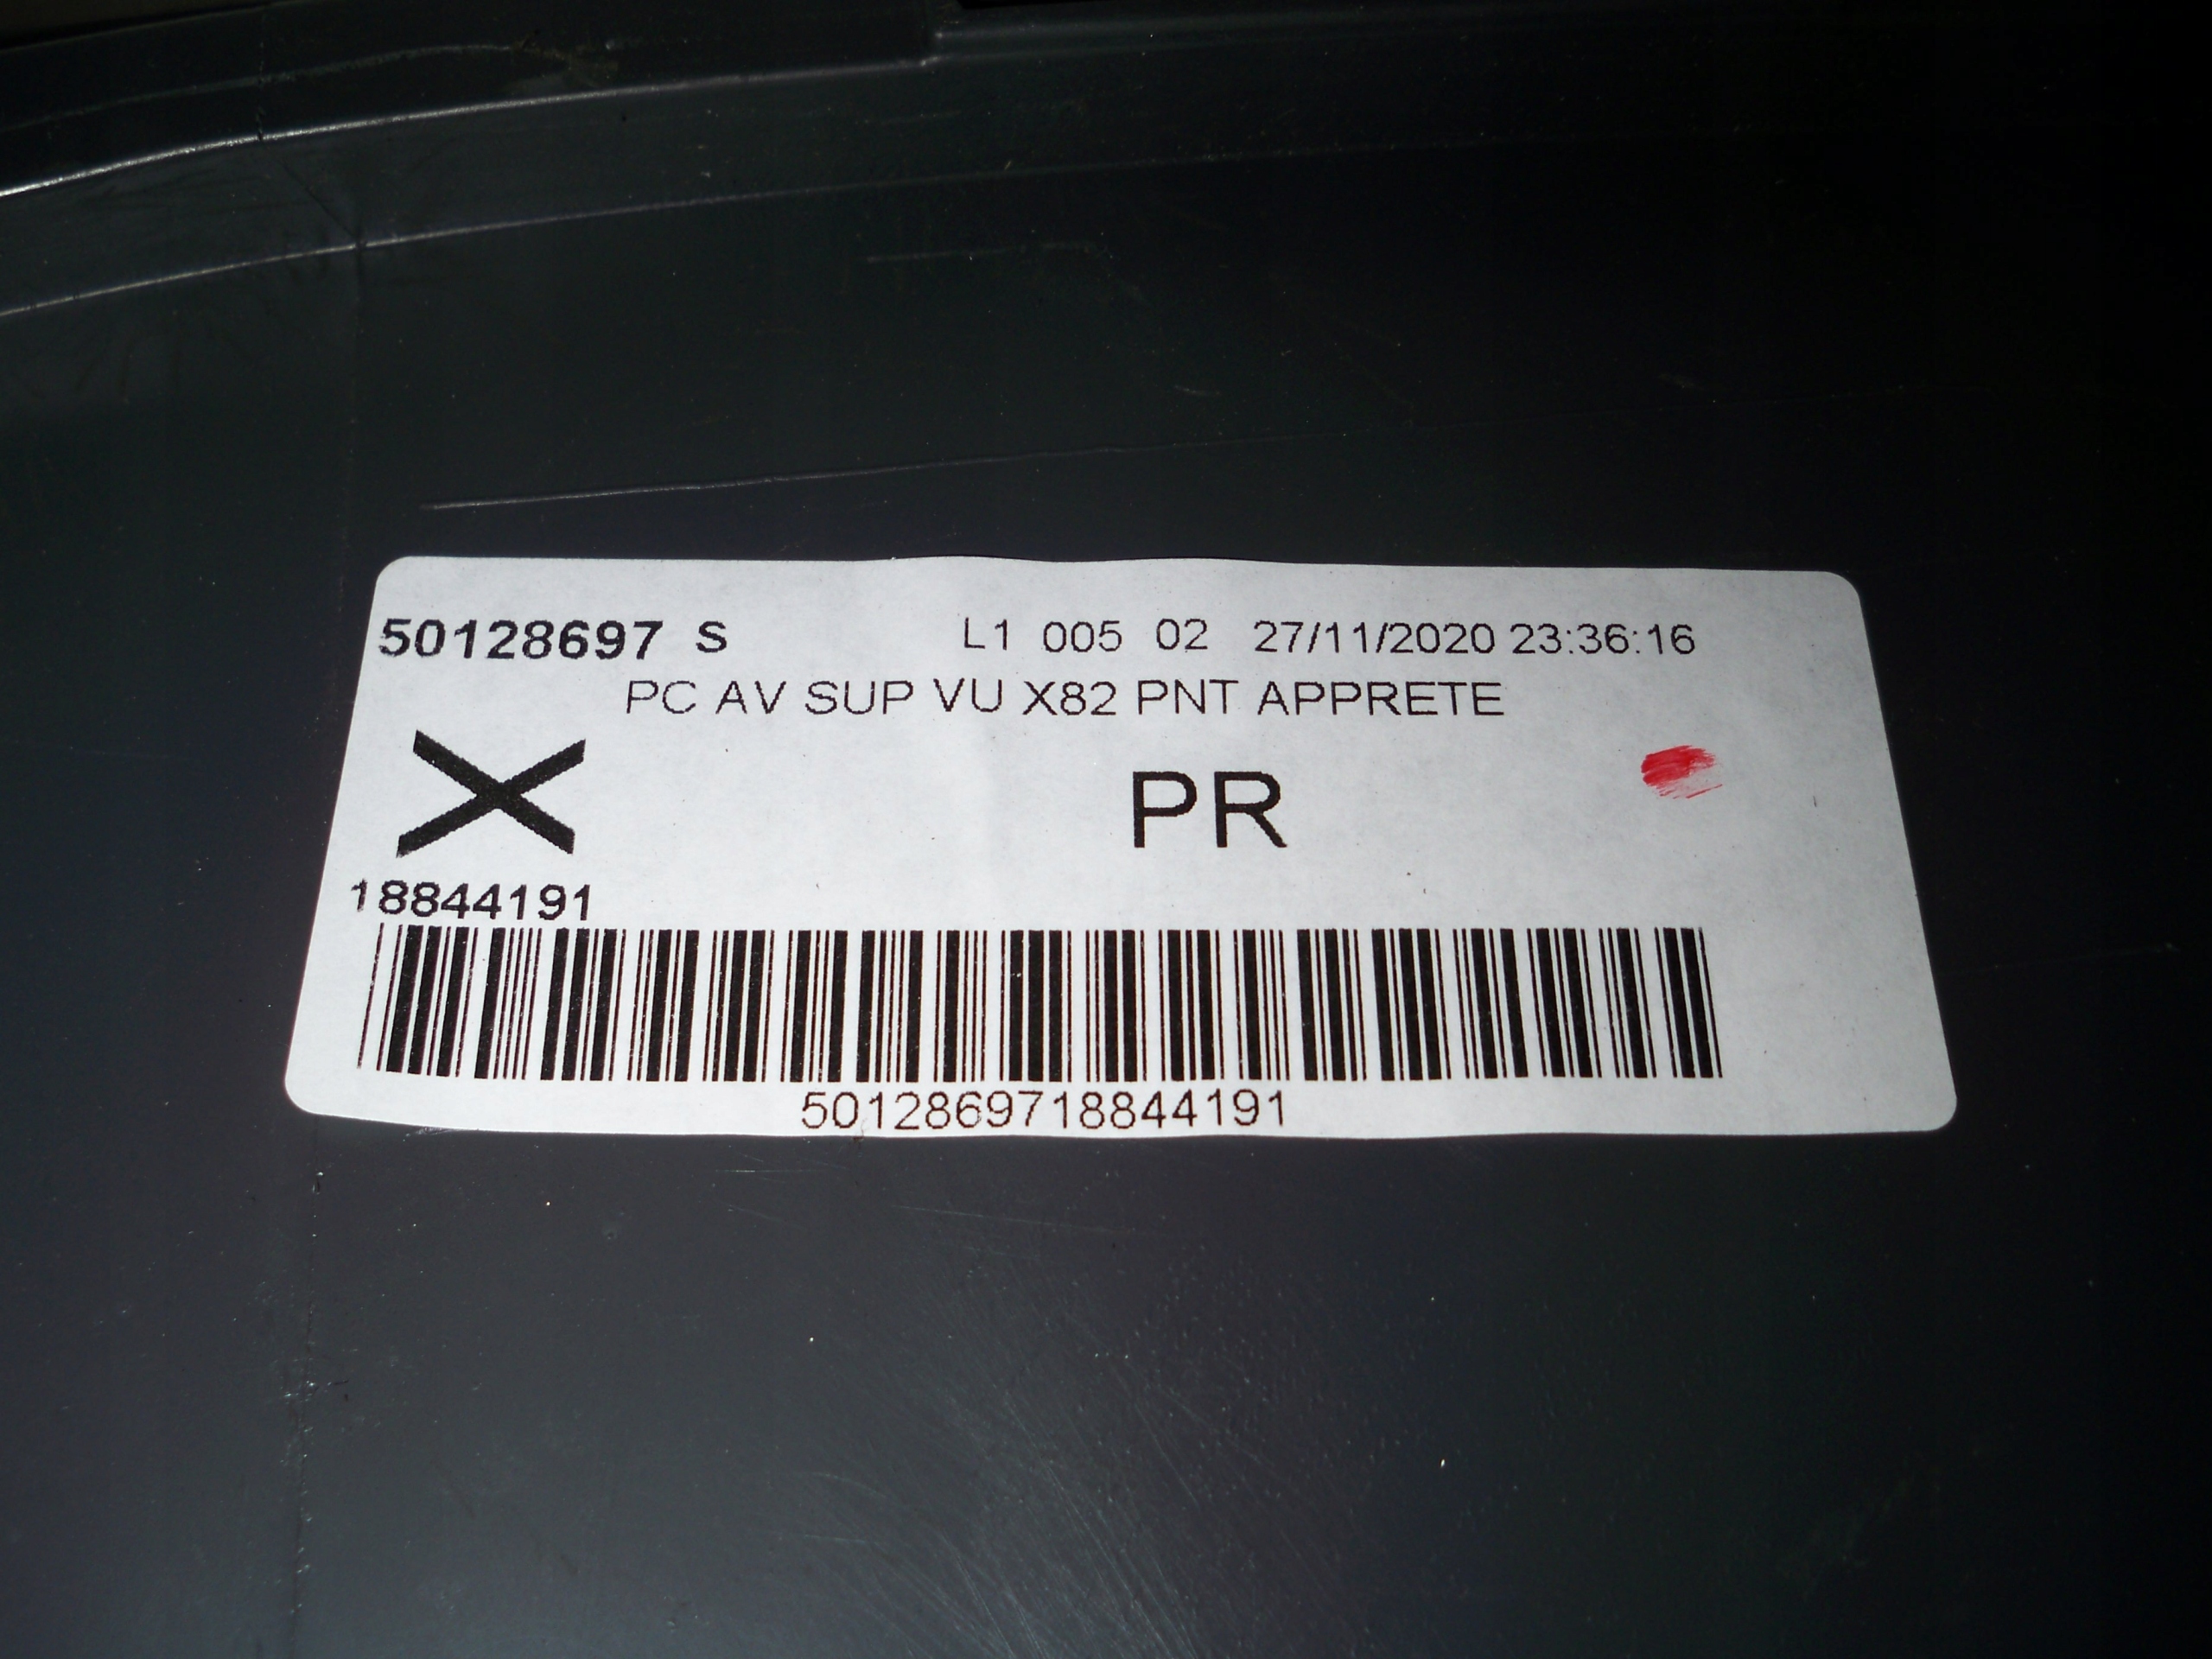 50128697 S L1 005 02 27/11/2020 23:36:16
PC AV SUP VU X82 PNT APPRETE
X PR
18844191
5012869718844191